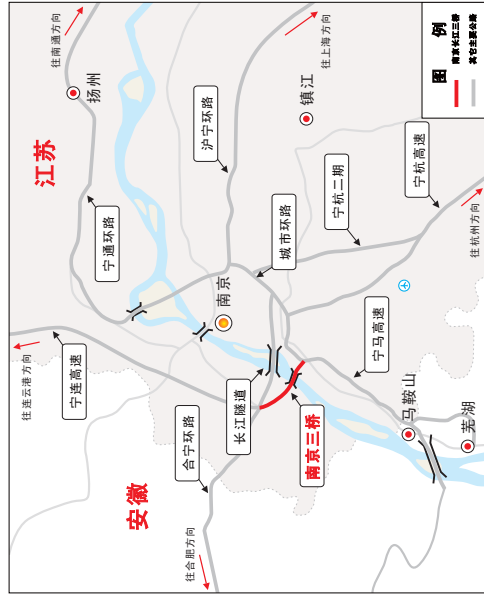 江苏
安徽
往南通方向
扬州
往上海方向
镇江
沪宁环路
宁通环路
城市环路
宁杭二期
宁杭高速
往杭州方向
南京
宁连高速
往连云港方向
长江隧道
南京三桥
合宁环路
往合肥方向
宁马高速
马鞍山
芜湖
图 例
南京长江三桥
其它主要公路